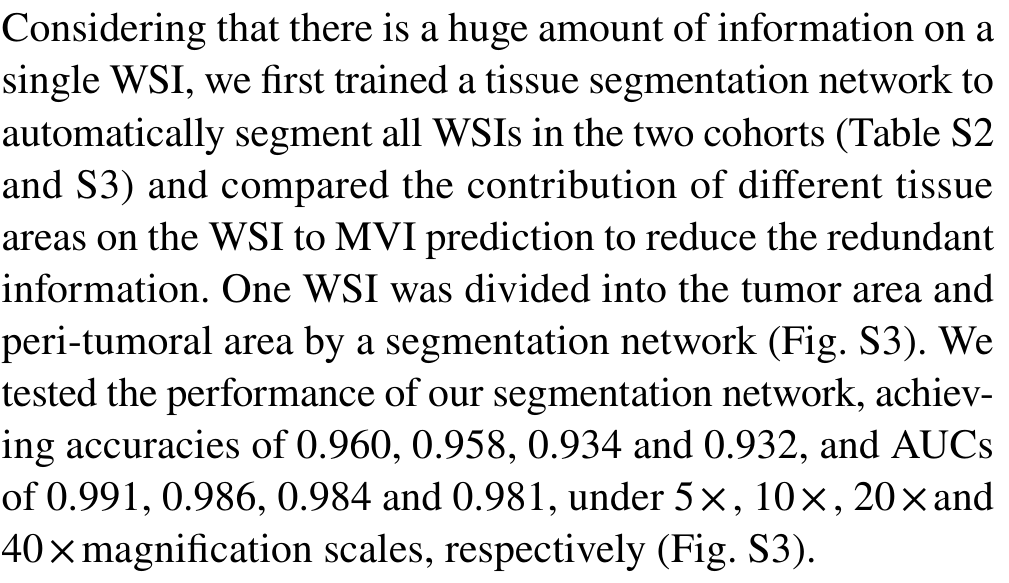 Considering that there is a huge amount of information on a
single WSI, we first trained a tissue segmentation network to
automatically segment all WSIs in the two cohorts (Table S2
and S3) and compared the contribution of different tissue
areas on the WSI to MVI prediction to reduce the redundant
information. One WSI was divided into the tumor area and
peri-tumoral area by a segmentation network (Fig. S3). We
tested the performance of our segmentation network, achiev-
ing accuracies of 0.960, 0.958, 0.934 and 0.932, and AUCs
of 0.991, 0.986, 0.984 and 0.981, under 5×, 10×, 20×and
40×magnification scales, respectively (Fig. S3).